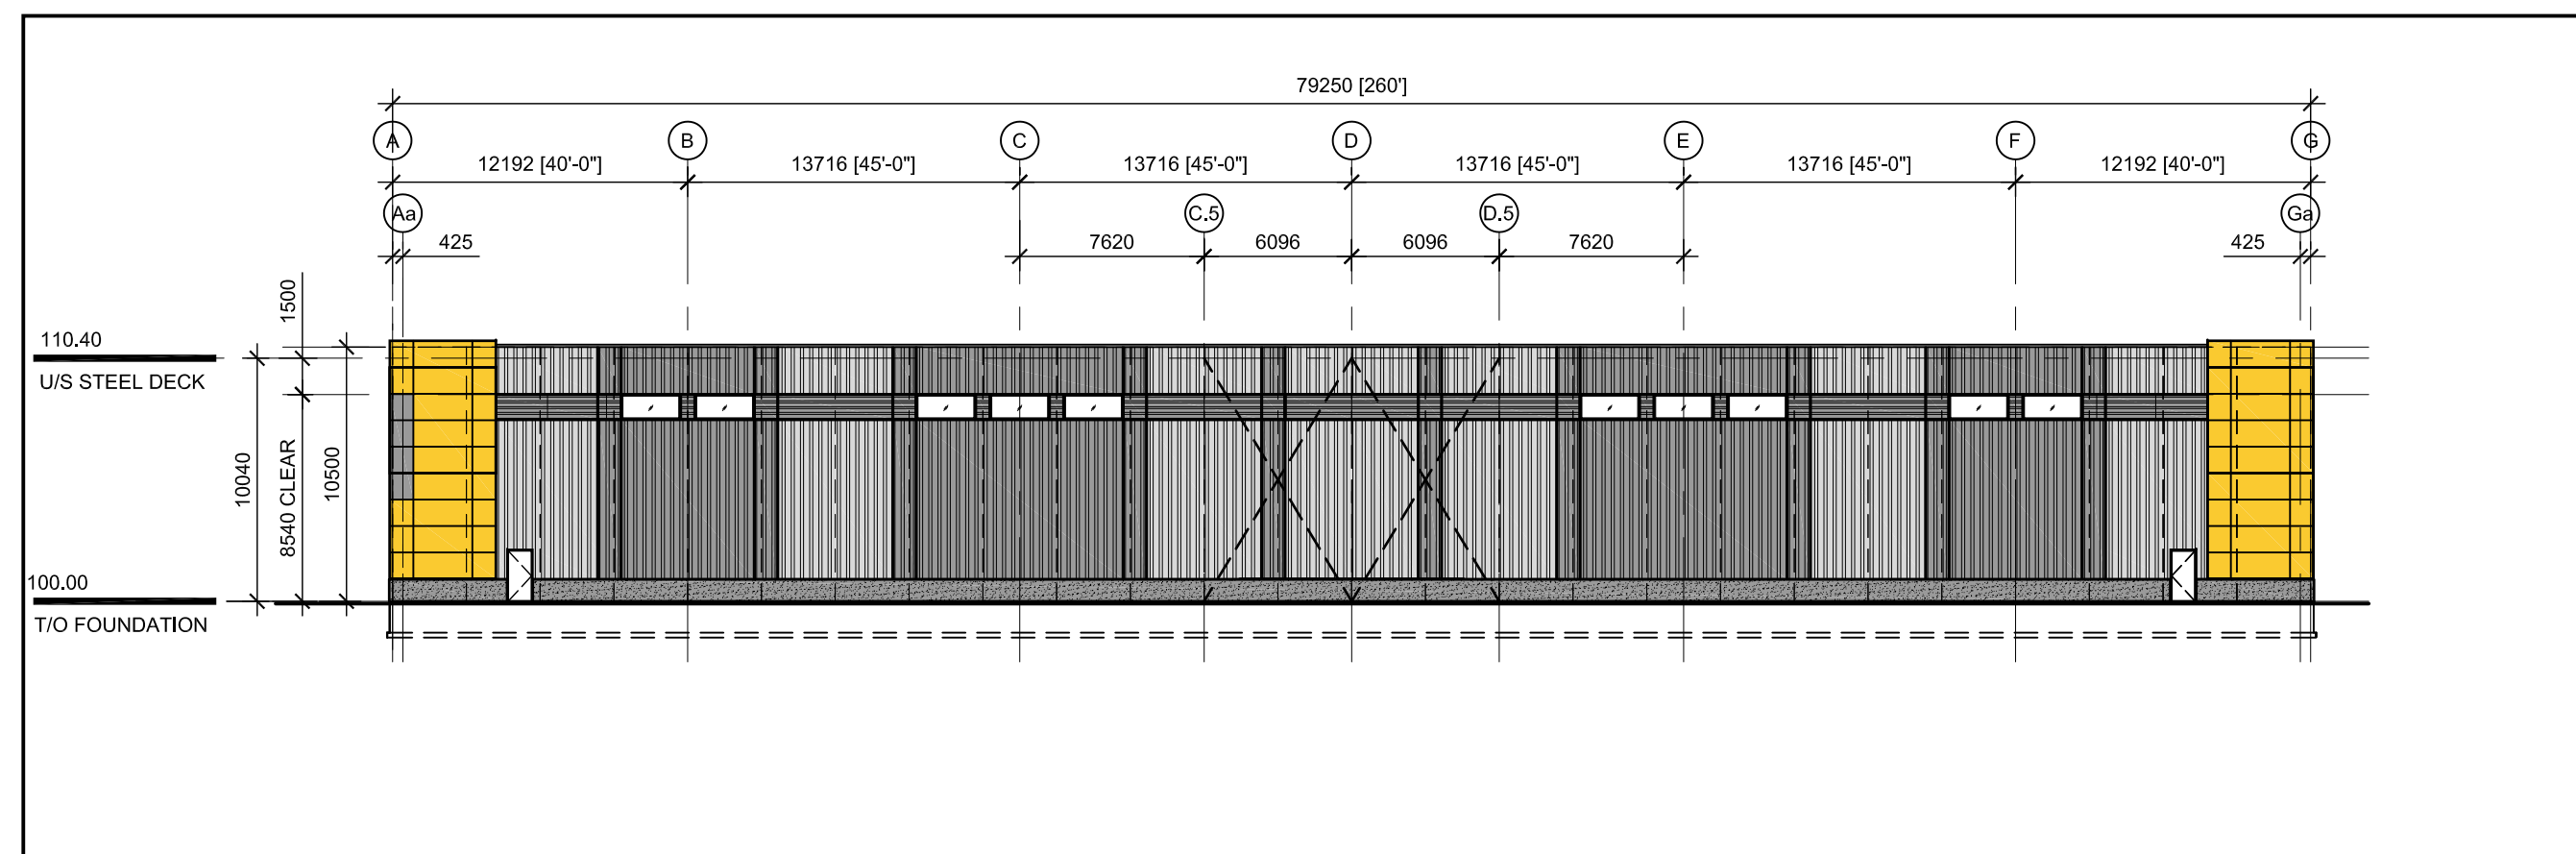 79250 [260']
A B C D E F G
12192 [40'-0"] 13716 [45'-0"] 13716 [45'-0"] 13716 [45'-0"] 13716 [45'-0"] 12192 [40'-0"]
Aa C.5 D.5 Ga
425 7620 6096 6096 7620 425
1500
110.40
U/S STEEL DECK
10040
8540 CLEAR
10500
100.00
T/O FOUNDATION